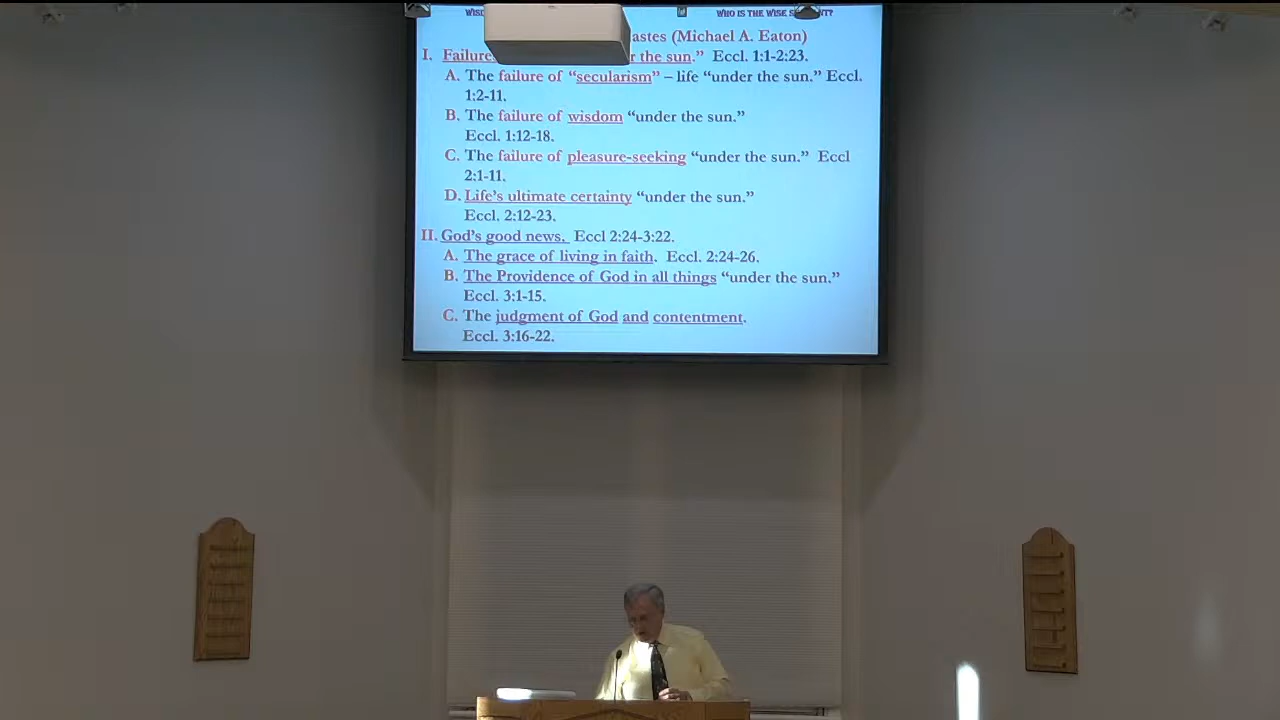 WHO IS THE WISE
(Michael A. Eaton)
I. the sun.” Eccl. 1:1-2:23.
A. The failure of “secularism” – life “under the sun.” Eccl.
1:2-11.
B. The failure of wisdom “under the sun.”
Eccl. 1:12-18.
C. The failure of pleasure-seeking “under the sun.” Eccl
2:1-11.
D. Life’s ultimate certainty “under the sun.”
Eccl. 2:12-23.
II. God’s good news. Eccl 2:24-3:22.
A. The grace of living in faith. Eccl. 2:24-26.
B. The Providence of God in all things “under the sun.”
Eccl. 3:1-15.
C. The judgment of God and contentment.
Eccl. 3:16-22.